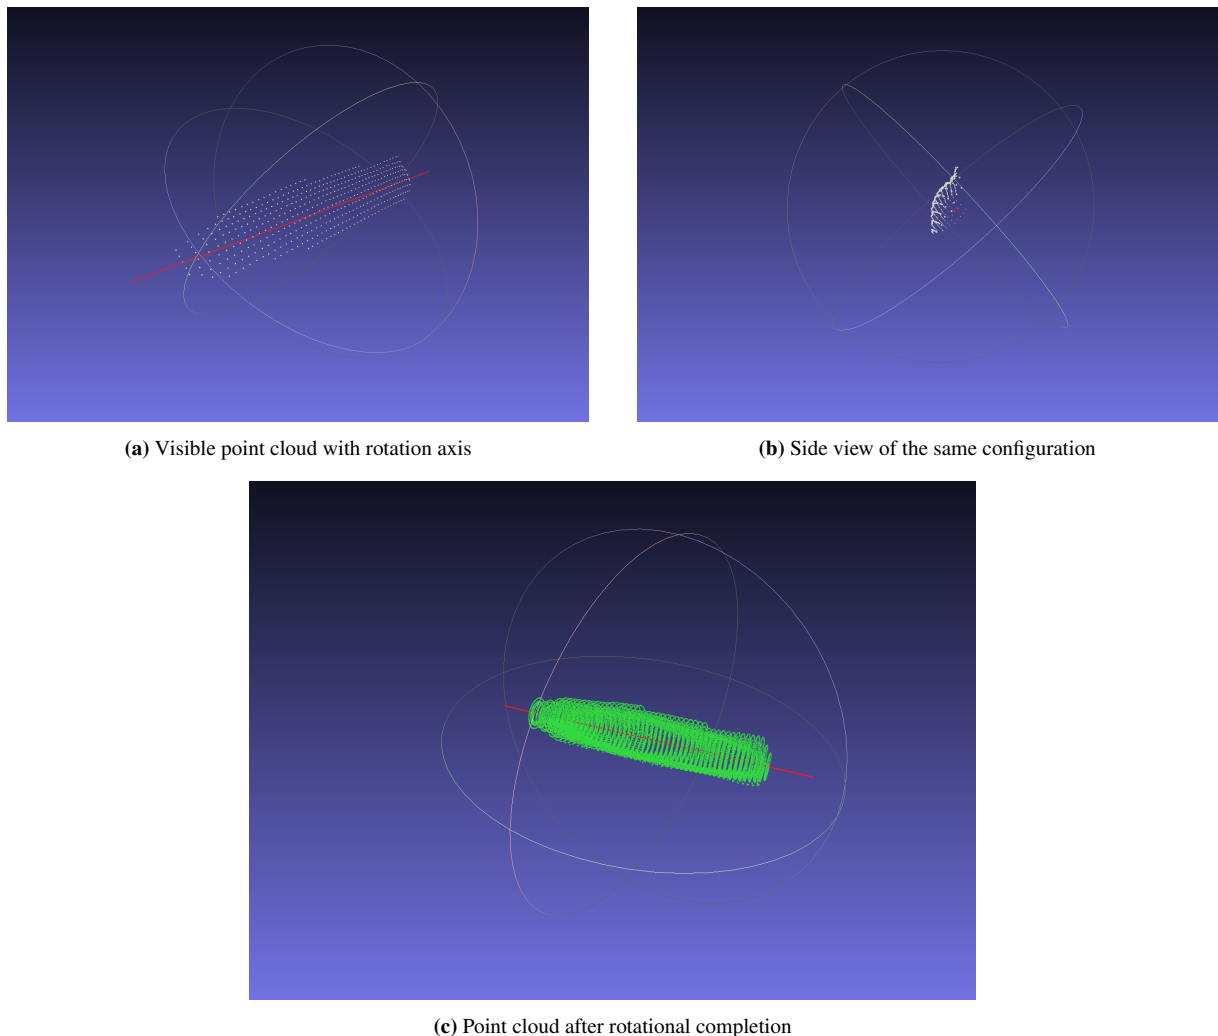 (a) Visible point cloud with rotation axis
(b) Side view of the same configuration
(c) Point cloud after rotational completion